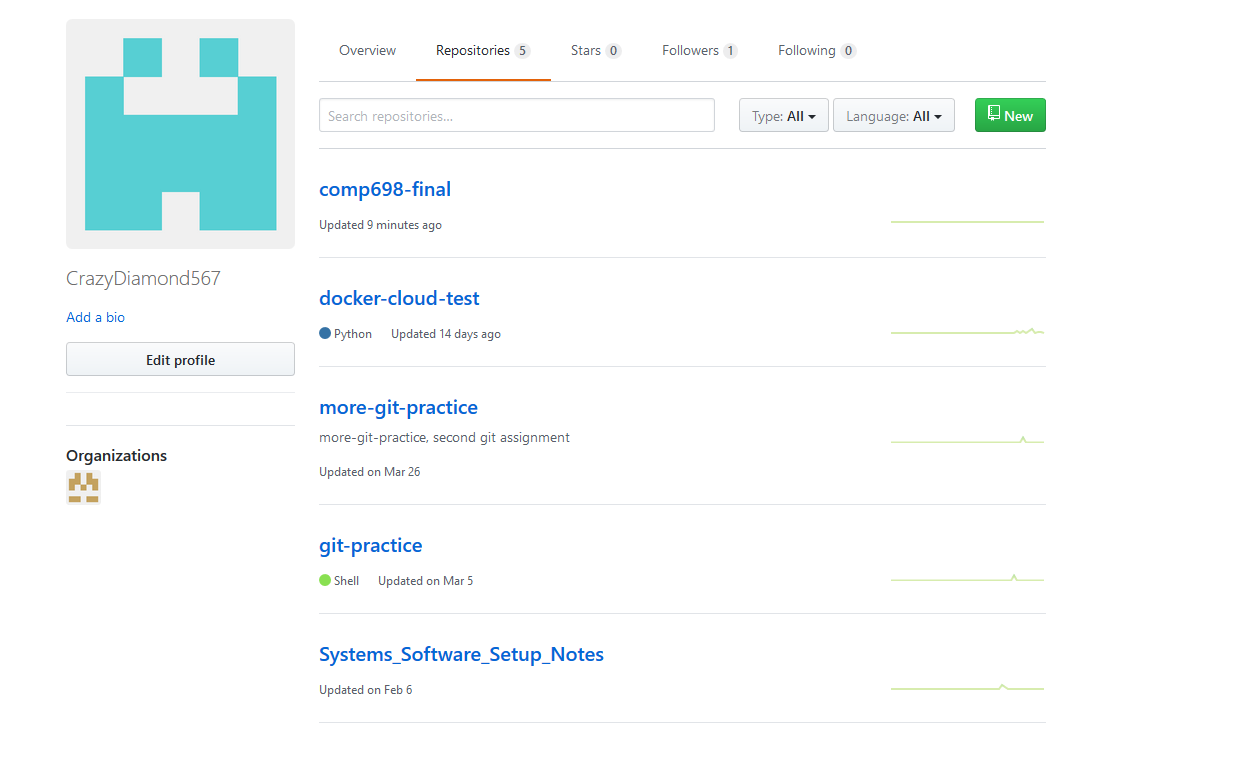 Overview Repositories 5 Stars 0 Followers 1 Following 0
Search repositories... Type: All Language: All New
CrazyDiamond567
Add a bio
Edit profile
Organizations
comp698-final
Updated 9 minutes ago
docker-cloud-test
Python Updated 14 days ago
more-git-practice
more-git-practice, second git assignment
Updated on Mar 26
git-practice
Shell Updated on Mar 5
Systems_Software_Setup_Notes
Updated on Feb 6